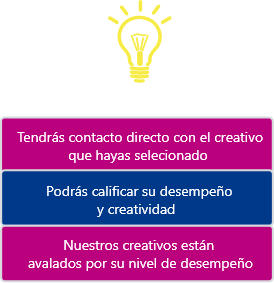 Tendrás contacto directo con el creativo
que hayas selecionado
Podrás calificar su desempeño
y creatividad
Nuestros creativos están
avalados por su nivel de desempeño